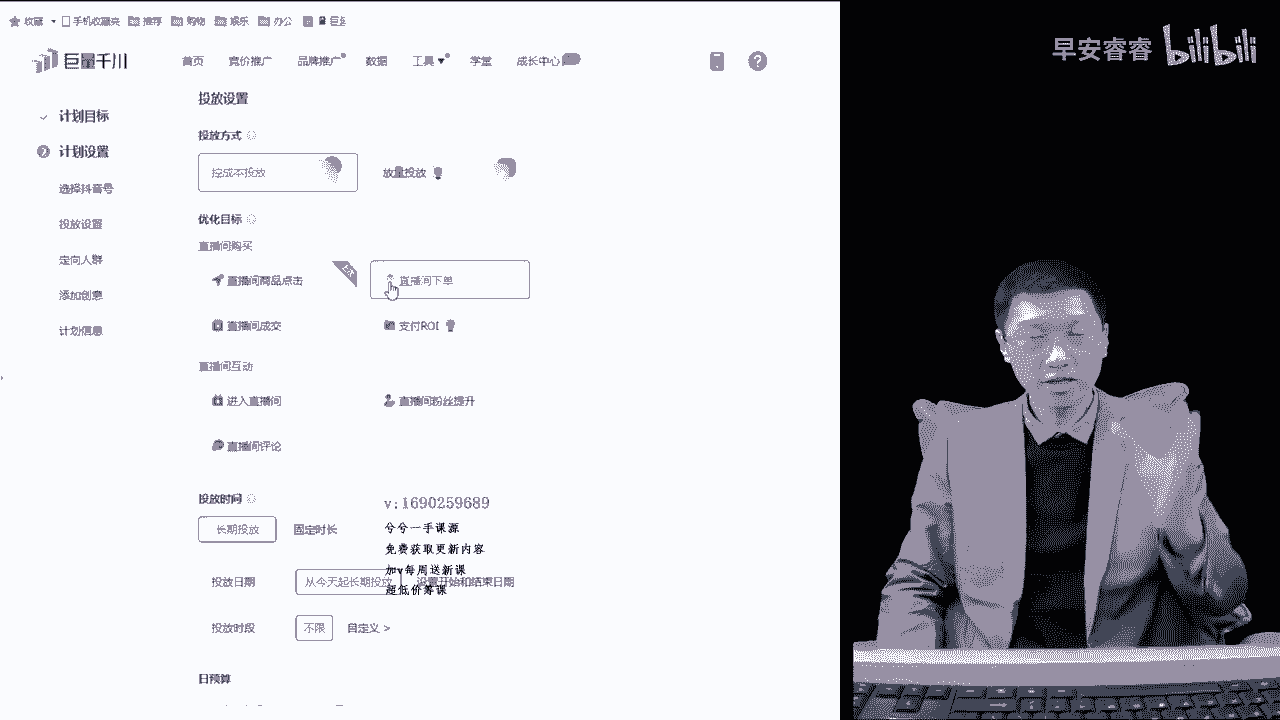 收藏 手机收藏夹 推荐 购物 娱乐 办公 巨量
早安睿睿 bilibili
巨量千川 首页 竞价推广 品牌推广 数据 工具 学堂 成长中心
计划目标
计划设置
选择抖音号
投放设置
定向人群
添加创意
计划信息
投放设置
投放方式
控成本投放 放量投放
优化目标
直播间购买
直播间商品点击 直播间下单
直播间成交 支付ROI
直播间互动
进入直播间 直播间粉丝提升
直播间评论
投放时间
长期投放 固定时长
投放日期 从今天起长期投放 设置开始和结束日期
投放时段 不限 自定义 >
日预算
v:1690259689
兮兮一手课源
免费获取更新内容
加v每周送新课
超低价筹课